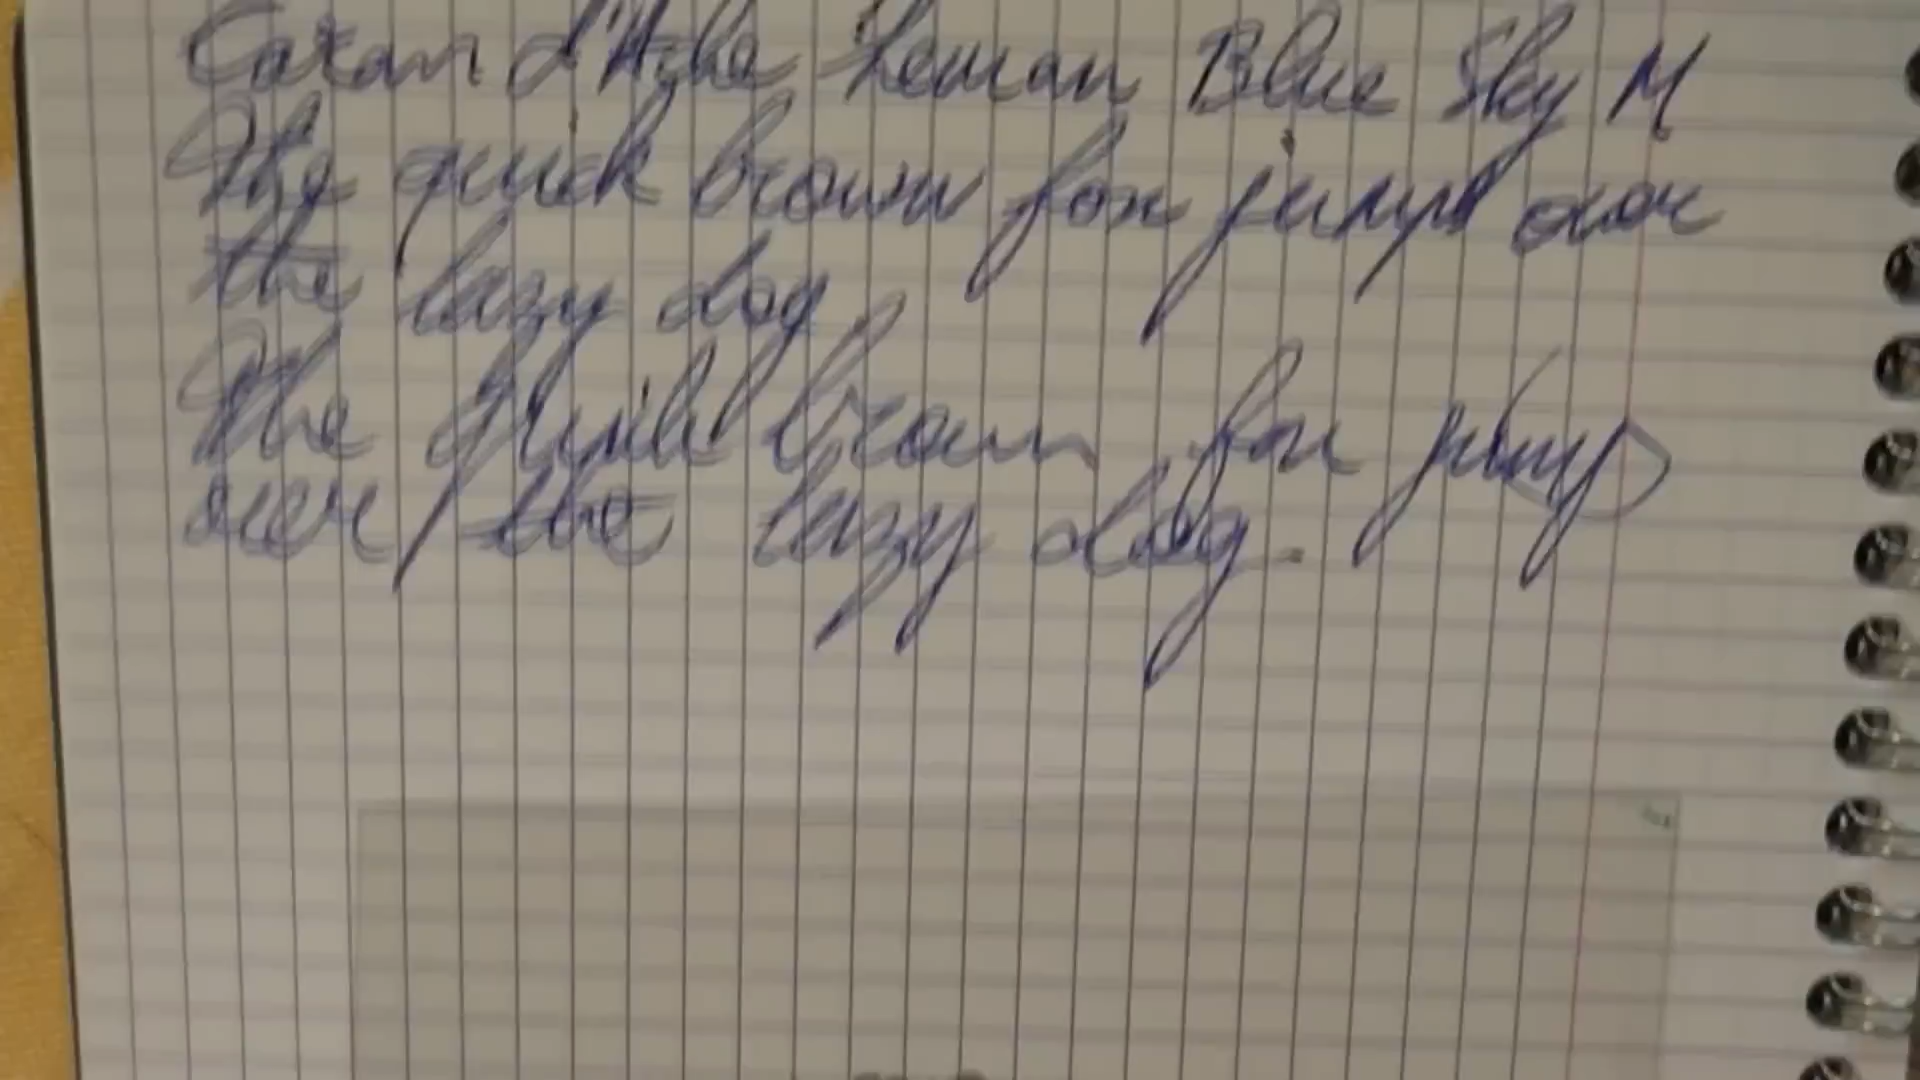 Caran d'Ache Leman Blue Sky M
The quick brown fox jumps over
the lazy dog
The quick brown fox jumps
over the lazy dog.